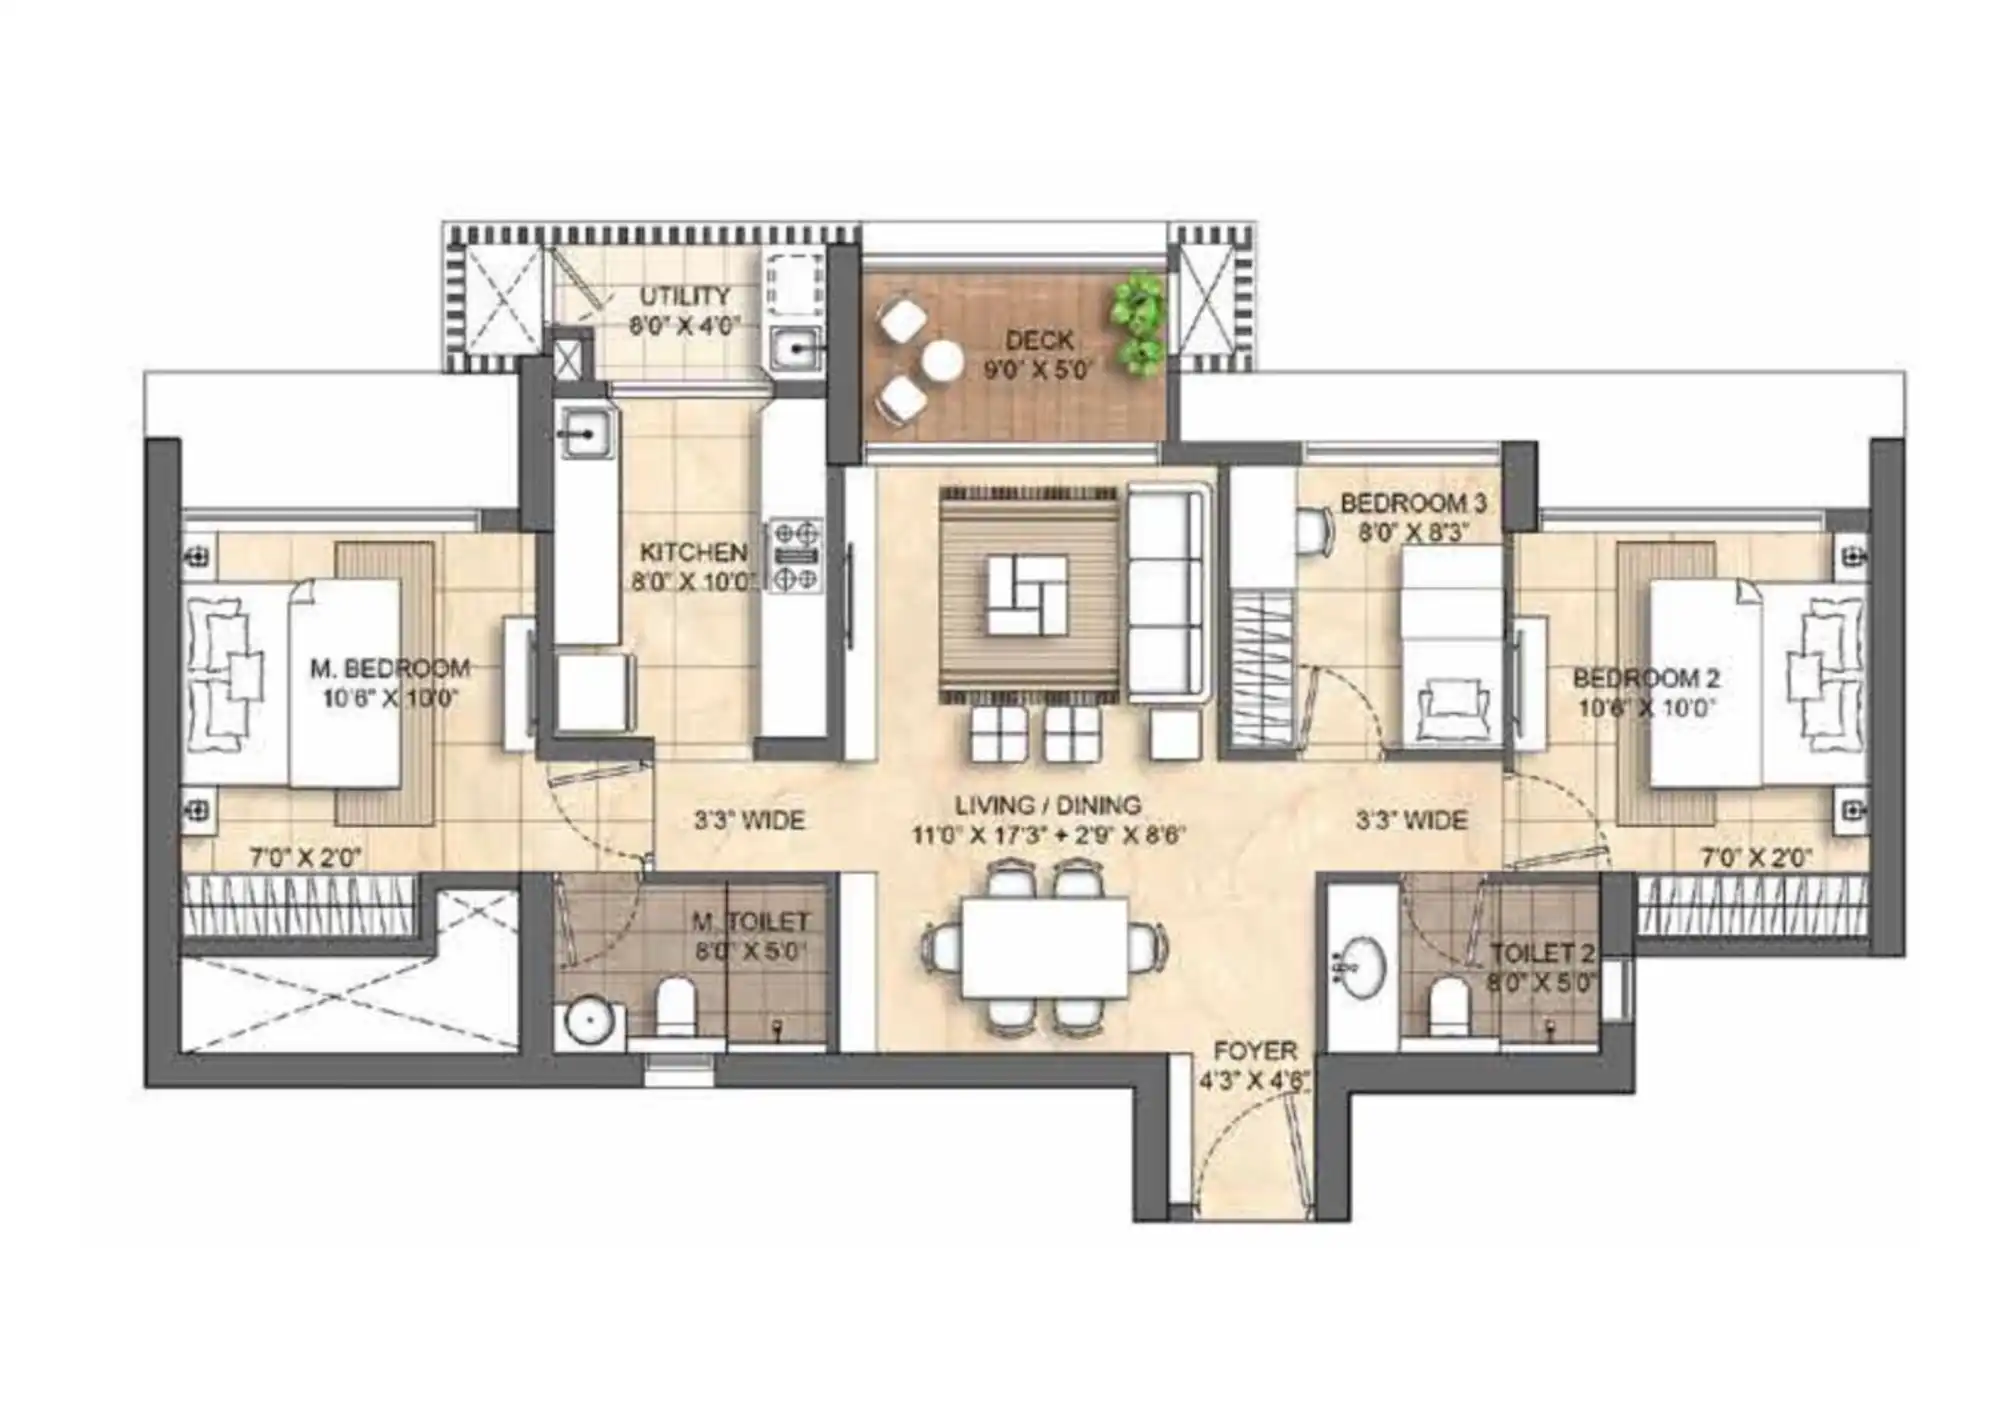 UTILITY
8'0" X 4'0"
DECK
9'0" X 5'0"
BEDROOM 3
8'0" X 8'3"
KITCHEN
8'0" X 10'0"
M. BEDROOM
10'6" X 10'0"
BEDROOM 2
10'6" X 10'0"
3'3" WIDE
LIVING / DINING
11'0" X 17'3" + 2'9" X 8'6"
3'3" WIDE
7'0" X 2'0"
7'0" X 2'0"
M. TOILET
8'0" X 5'0"
TOILET 2
8'0" X 5'0"
FOYER
4'3" X 4'6"